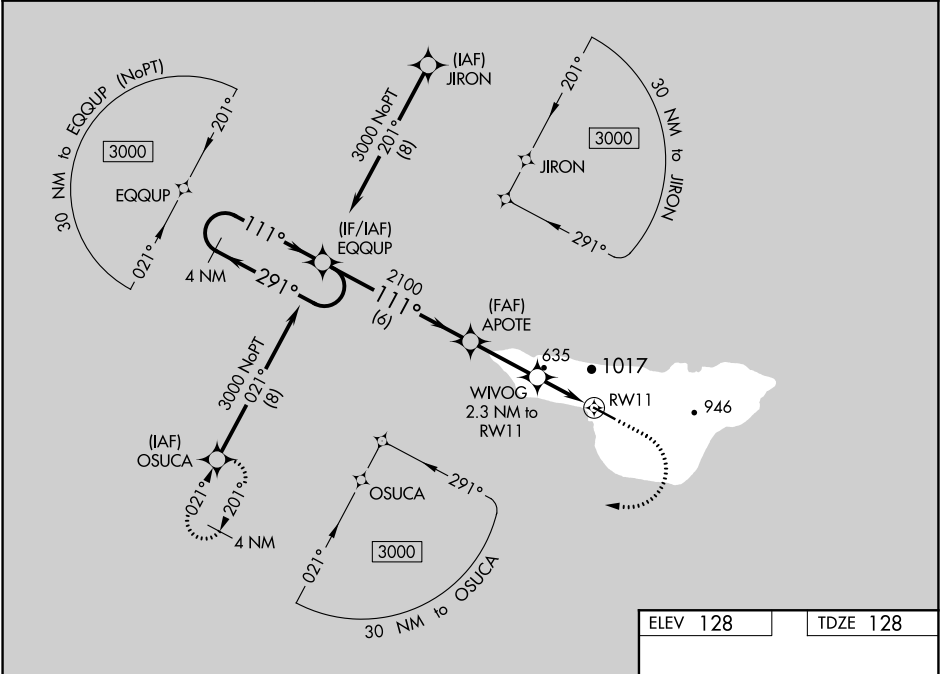 30 NM to EQQUP (NoPT)
3000
201°
EQQUP
021°
(IAF)
JIRON
3000 NoPT
201°
(8)
30 NM to JIRON
201°
3000
JIRON
291°
(IF/IAF)
EQQUP
111°
4 NM
291°
2100
111°
(6)
(FAF)
APOTE
635
1017
WIVOG
2.3 NM to
RW11
RW11
946
3000 NoPT
021°
(8)
(IAF)
OSUCA
021°
201°
4 NM
OSUCA
291°
021°
3000
30 NM to OSUCA
ELEV 128
TDZE 128